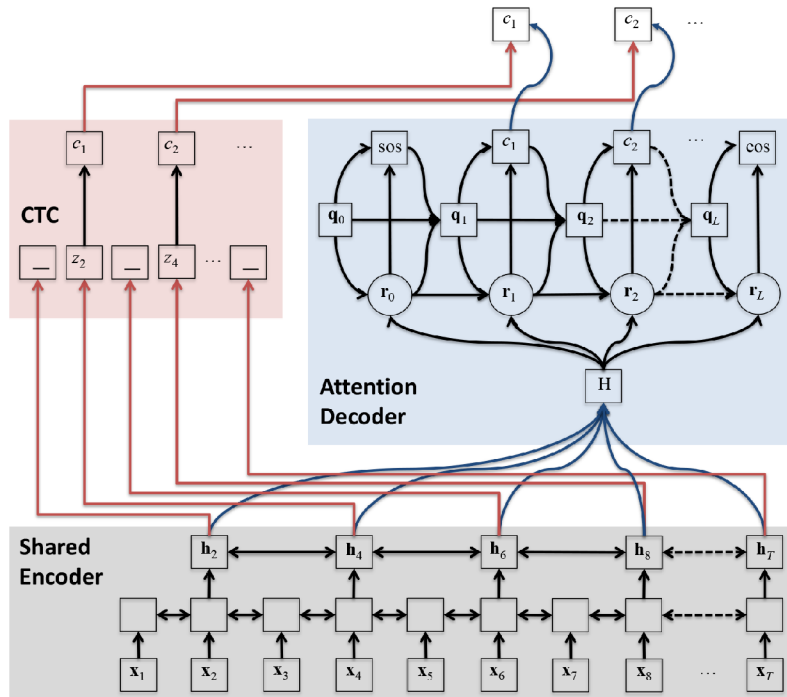 c1 c2 ...
c1 c2 ...
sos c1 c2 ... cos
CTC
q0 q1 q2 qL
_ z2 _ z4 ... _
r0 r1 r2 rL
H
Attention
Decoder
Shared
Encoder
h2 h4 h6 h8 hT
x1 x2 x3 x4 x5 x6 x7 x8 ... xT